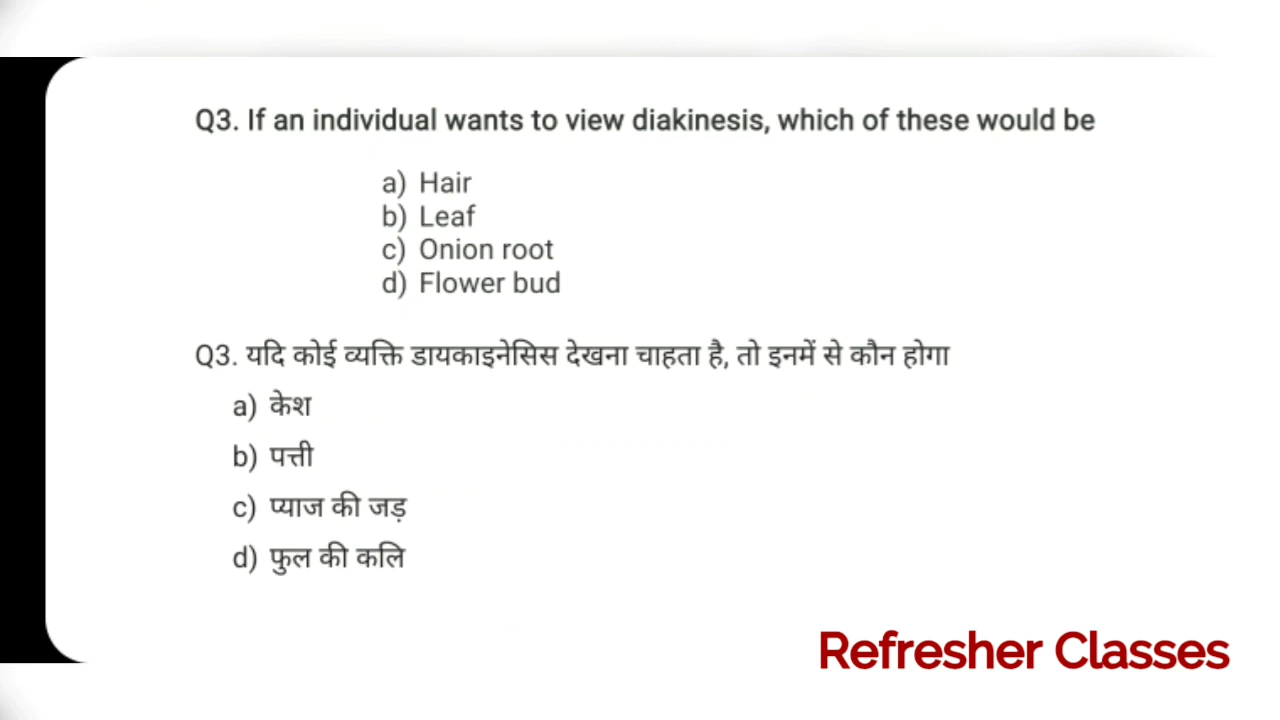 Q3. If an individual wants to view diakinesis, which of these would be
a) Hair
b) Leaf
c) Onion root
d) Flower bud
Q3. यदि कोई व्यक्ति डायकाइनेसिस देखना चाहता है, तो इनमें से कौन होगा
a) केश
b) पत्ती
c) प्याज की जड़
d) फुल की कलि
Refresher Classes